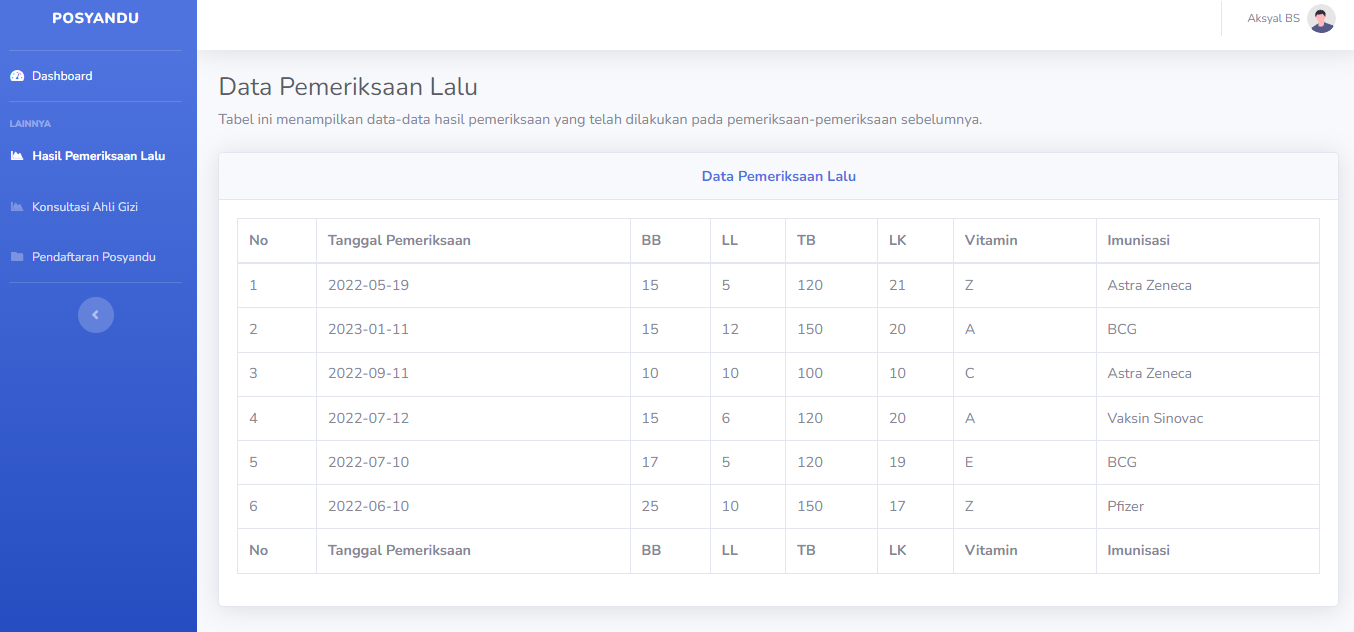 POSYANDU
Aksyal BS
Dashboard
LAINNYA
Hasil Pemeriksaan Lalu
Konsultasi Ahli Gizi
Pendaftaran Posyandu
Data Pemeriksaan Lalu
Tabel ini menampilkan data-data hasil pemeriksaan yang telah dilakukan pada pemeriksaan-pemeriksaan sebelumnya.
Data Pemeriksaan Lalu
No Tanggal Pemeriksaan BB LL TB LK Vitamin Imunisasi
1 2022-05-19 15 5 120 21 Z Astra Zeneca
2 2023-01-11 15 12 150 20 A BCG
3 2022-09-11 10 10 100 10 C Astra Zeneca
4 2022-07-12 15 6 120 20 A Vaksin Sinovac
5 2022-07-10 17 5 120 19 E BCG
6 2022-06-10 25 10 150 17 Z Pfizer
No Tanggal Pemeriksaan BB LL TB LK Vitamin Imunisasi